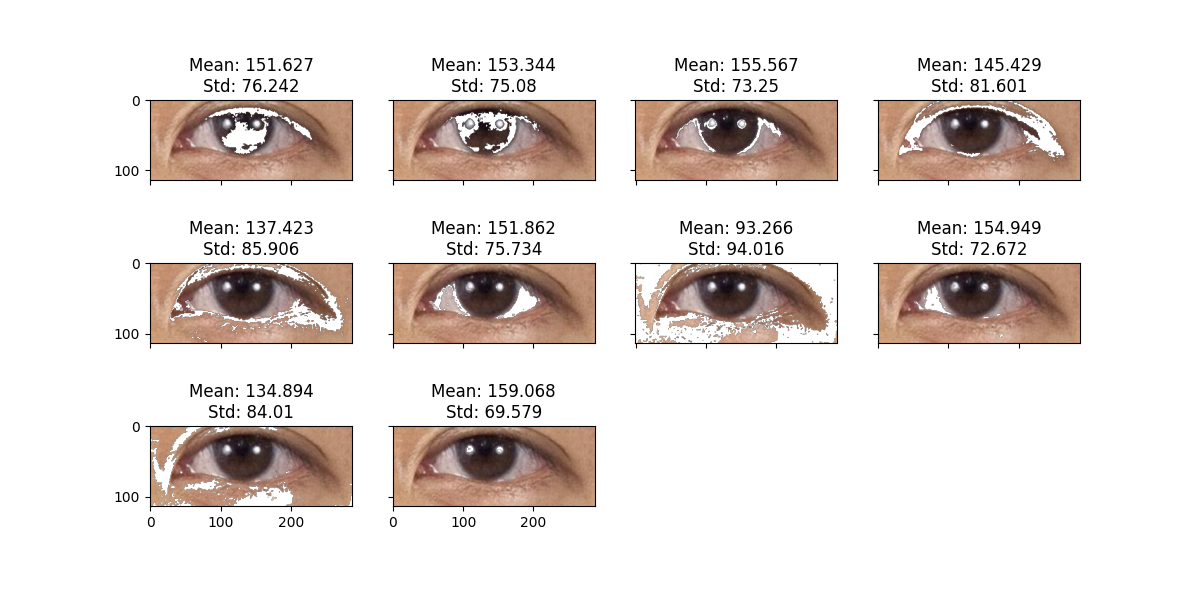 Mean: 151.627
Std: 76.242
Mean: 153.344
Std: 75.08
Mean: 155.567
Std: 73.25
Mean: 145.429
Std: 81.601
0
100
Mean: 137.423
Std: 85.906
Mean: 151.862
Std: 75.734
Mean: 93.266
Std: 94.016
Mean: 154.949
Std: 72.672
0
100
Mean: 134.894
Std: 84.01
Mean: 159.068
Std: 69.579
0
100
0 100 200 0 100 200